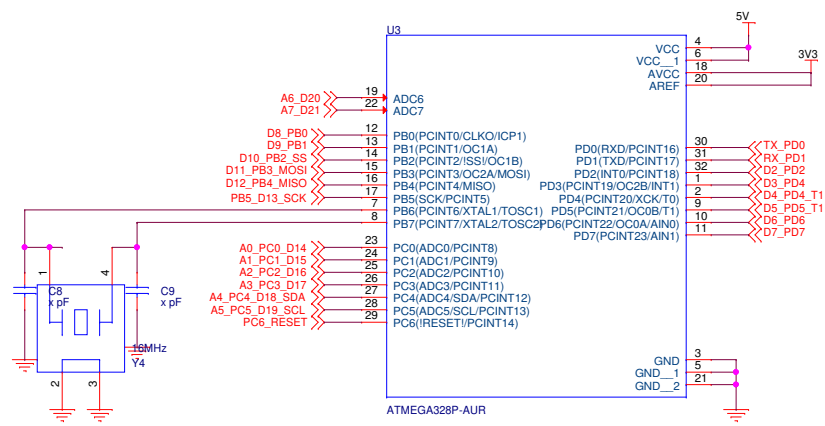 5V
U3
4
VCC
6
VCC__1
3V3
18
AVCC
20
AREF
A6_D20 19 ADC6
A7_D21 22 ADC7
D8_PB0 12 PB0(PCINT0/CLKO/ICP1)
D9_PB1 13 PB1(PCINT1/OC1A)
D10_PB2_SS 14 PB2(PCINT2/!SS!/OC1B)
D11_PB3_MOSI 15 PB3(PCINT3/OC2A/MOSI)
D12_PB4_MISO 16 PB4(PCINT4/MISO)
PB5_D13_SCK 17 PB5(SCK/PCINT5)
7 PB6(PCINT6/XTAL1/TOSC1)
8 PB7(PCINT7/XTAL2/TOSC2)
PD0(RXD/PCINT16) 30 TX_PD0
PD1(TXD/PCINT17) 31 RX_PD1
PD2(INT0/PCINT18) 32 D2_PD2
PD3(PCINT19/OC2B/INT1) 1 D3_PD4
PD4(PCINT20/XCK/T0) 2 D4_PD4_T1
PD5(PCINT21/OC0B/T1) 9 D5_PD5_T1
PD6(PCINT22/OC0A/AIN0) 10 D6_PD6
PD7(PCINT23/AIN1) 11 D7_PD7
A0_PC0_D14 23 PC0(ADC0/PCINT8)
A1_PC1_D15 24 PC1(ADC1/PCINT9)
A2_PC2_D16 25 PC2(ADC2/PCINT10)
A3_PC3_D17 26 PC3(ADC3/PCINT11)
A4_PC4_D18_SDA 27 PC4(ADC4/SDA/PCINT12)
A5_PC5_D19_SCL 28 PC5(ADC5/SCL/PCINT13)
PC6_RESET 29 PC6(!RESET!/PCINT14)
1
4
C8
x pF
C9
x pF
16MHz
Y4
2
3
GND 3
GND__1 5
GND__2 21
ATMEGA328P-AUR